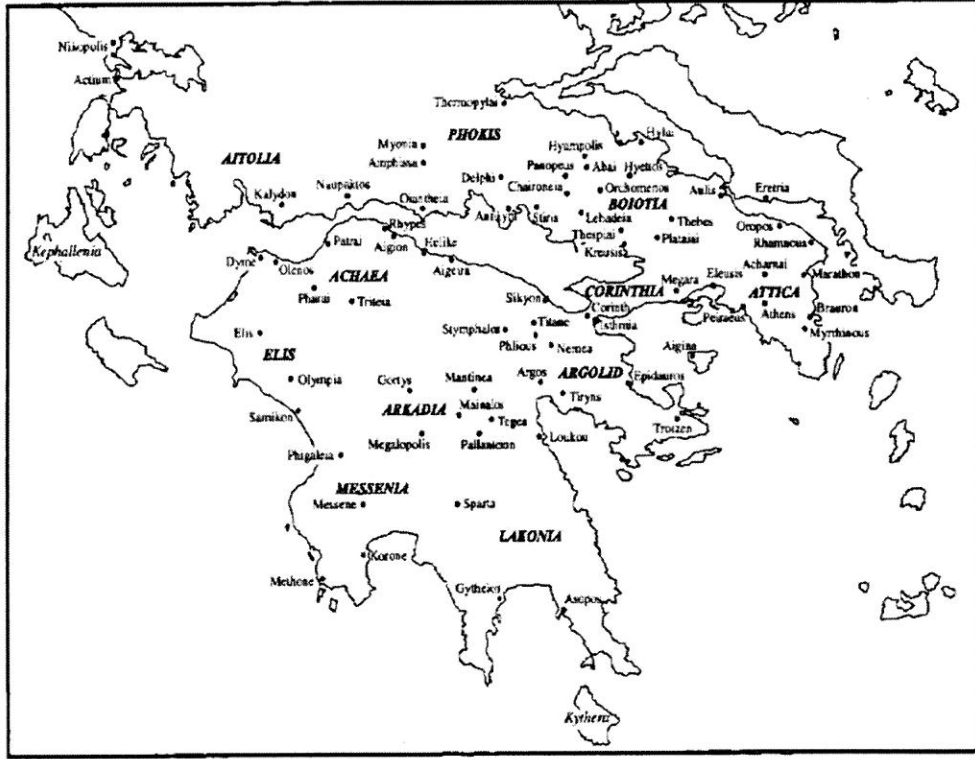 Nikopolis
Actium
Thermopylai
PHOKIS
Hylai
Myonia
Hyampolis
AITOLIA
Amphissa
Panopeus
Abai
Hyettos
Delphi
Kalydon
Naupaktos
Chaironeia
Orchomenos
Aulis
Eretria
Oiantheia
BOIOTIA
Antikyra
Stiris
Lebadeia
Thebes
Oropos
Rhypes
Thespiai
Plataiai
Rhamnous
Kephallenia
Patrai
Aigion
Helike
Kreusis
Dyme
Olenos
Aigeira
Acharnai
Marathon
ACHAEA
Eleusis
Megara
Pharai
Triteia
Sikyon
CORINTHIA
ATTICA
Corinth
Peiraeus
Athens
Brauron
Elis
Stymphalos
Titane
Isthmia
Myrrhinous
Phlious
Nemea
ELIS
Aigina
Olympia
Gortys
Mantinea
Argos
ARGOLID
Epidauros
Tiryns
Samikon
ARKADIA
Mainalos
Tegea
Troizen
Megalopolis
Pallanteion
Loukou
Phigaleia
MESSENIA
Messene
Sparta
LAKONIA
Korone
Methone
Gytheion
Asopos
Kythera